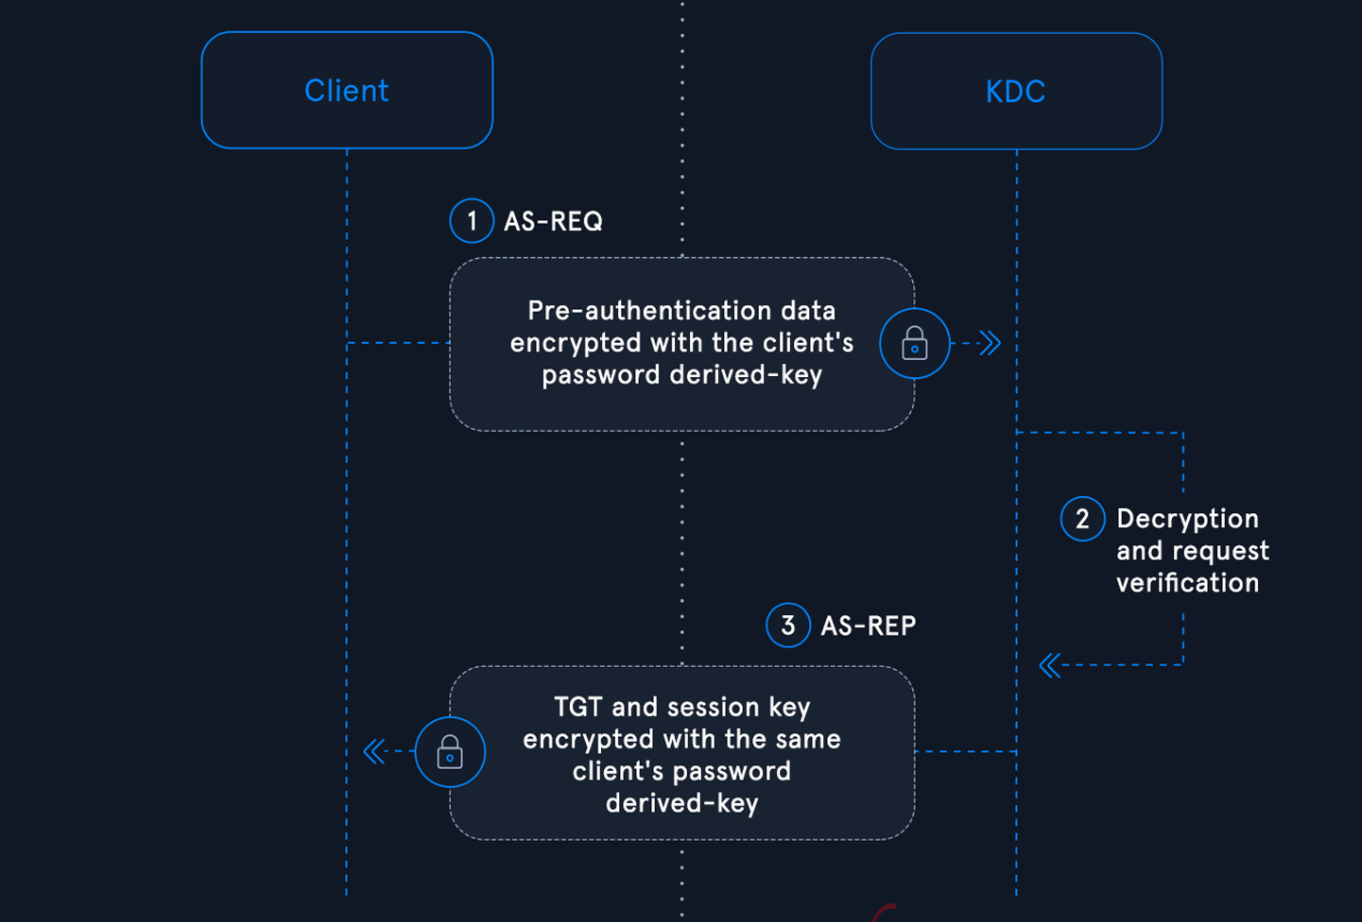 Client
KDC
1 AS-REQ
Pre-authentication data
encrypted with the client's
password derived-key
2 Decryption
and request
verification
3 AS-REP
TGT and session key
encrypted with the same
client's password
derived-key